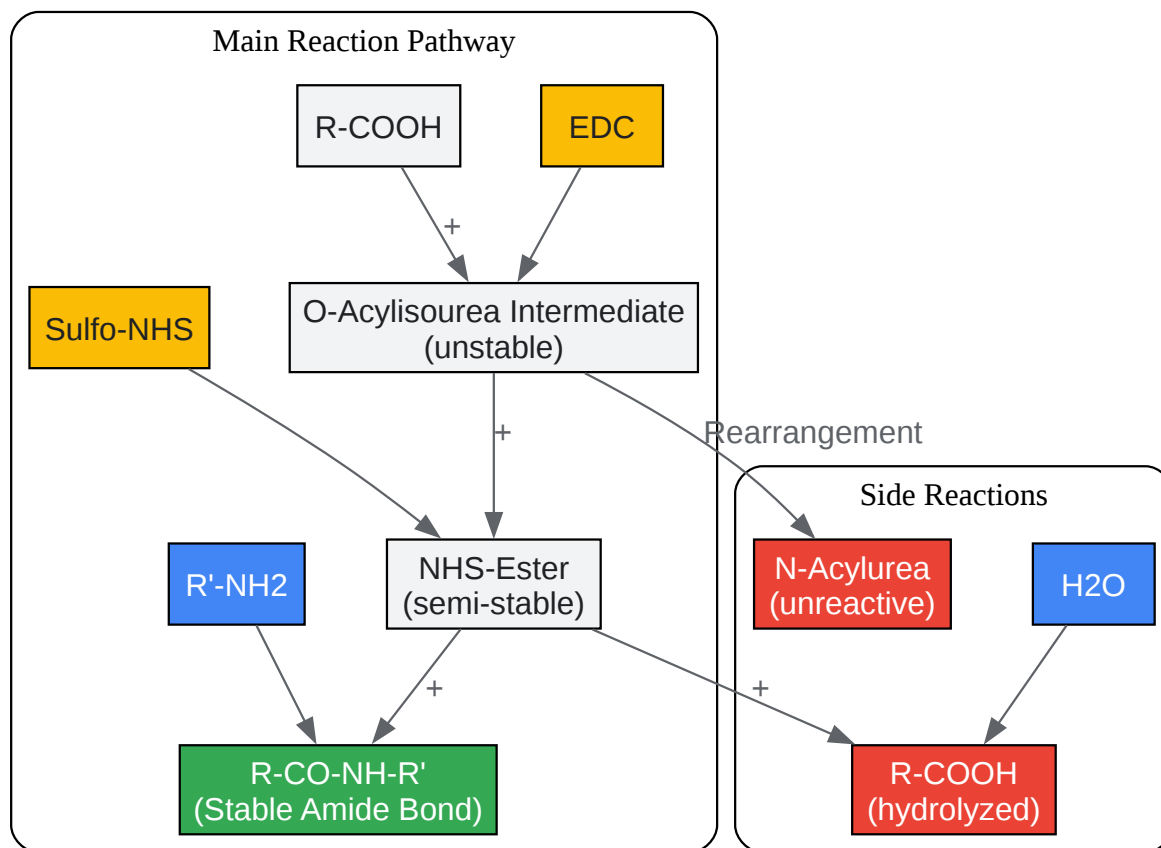 Main Reaction Pathway
R-COOH
EDC
+
Sulfo-NHS
O-Acylisourea Intermediate
(unstable)
+
Rearrangement
Side Reactions
R'-NH2
NHS-Ester
(semi-stable)
N-Acylurea
(unreactive)
H2O
+
+
R-CO-NH-R'
(Stable Amide Bond)
R-COOH
(hydrolyzed)